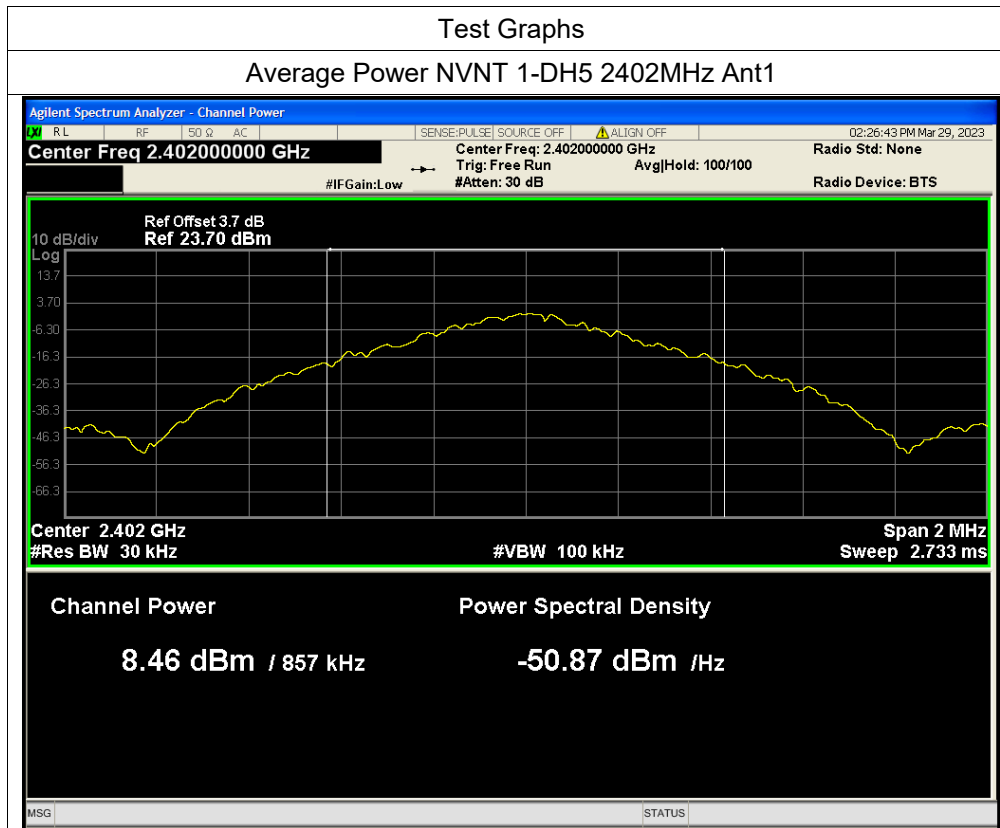 Test Graphs
Average Power NVNT 1-DH5 2402MHz Ant1
Agilent Spectrum Analyzer - Channel Power
LXI RL RF 50 Ω AC SENSE:PULSE SOURCE OFF ALIGN OFF 02:26:43 PM Mar 29, 2023
Center Freq 2.402000000 GHz Center Freq: 2.402000000 GHz Radio Std: None
Trig: Free Run Avg|Hold: 100/100
#IFGain:Low #Atten: 30 dB Radio Device: BTS
Ref Offset 3.7 dB
10 dB/div Ref 23.70 dBm
Log
13.7
3.70
-6.30
-16.3
-26.3
-36.3
-46.3
-56.3
-66.3
Center 2.402 GHz Span 2 MHz
#Res BW 30 kHz #VBW 100 kHz Sweep 2.733 ms
Channel Power Power Spectral Density
8.46 dBm / 857 kHz -50.87 dBm /Hz
MSG STATUS